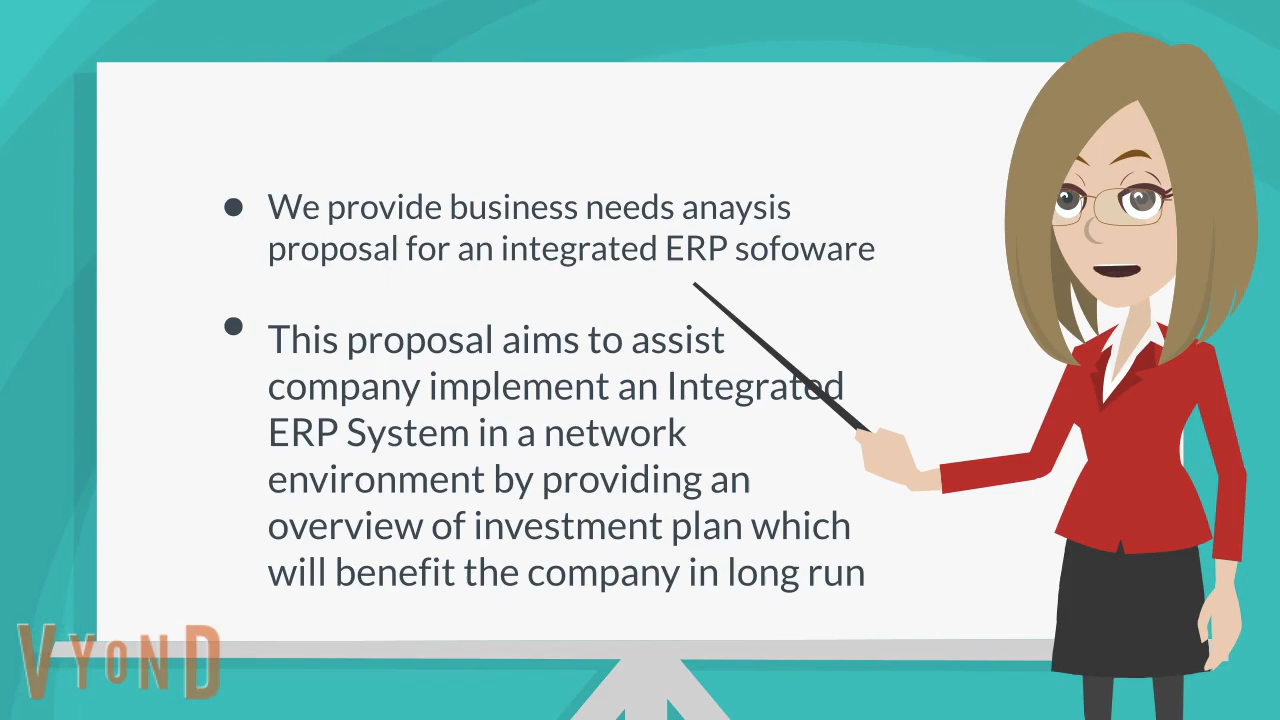 ● We provide business needs anaysis
proposal for an integrated ERP sofoware
● This proposal aims to assist
company implement an Integrated
ERP System in a network
environment by providing an
overview of investment plan which
will benefit the company in long run
VYOND